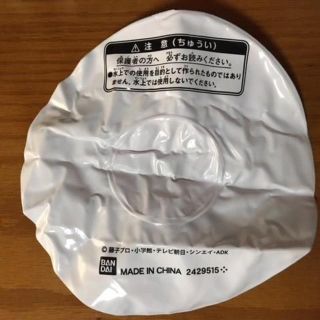 ⚠ 注意(ちゅうい)
保護者の方へ 必ずお読みください。
●水上での使用を目的として作られたものではあり
ません。水上では使用しないでください。
© 藤子プロ・小学館・テレビ朝日・シンエイ・ADK
BAN
DAI
MADE IN CHINA 2429515